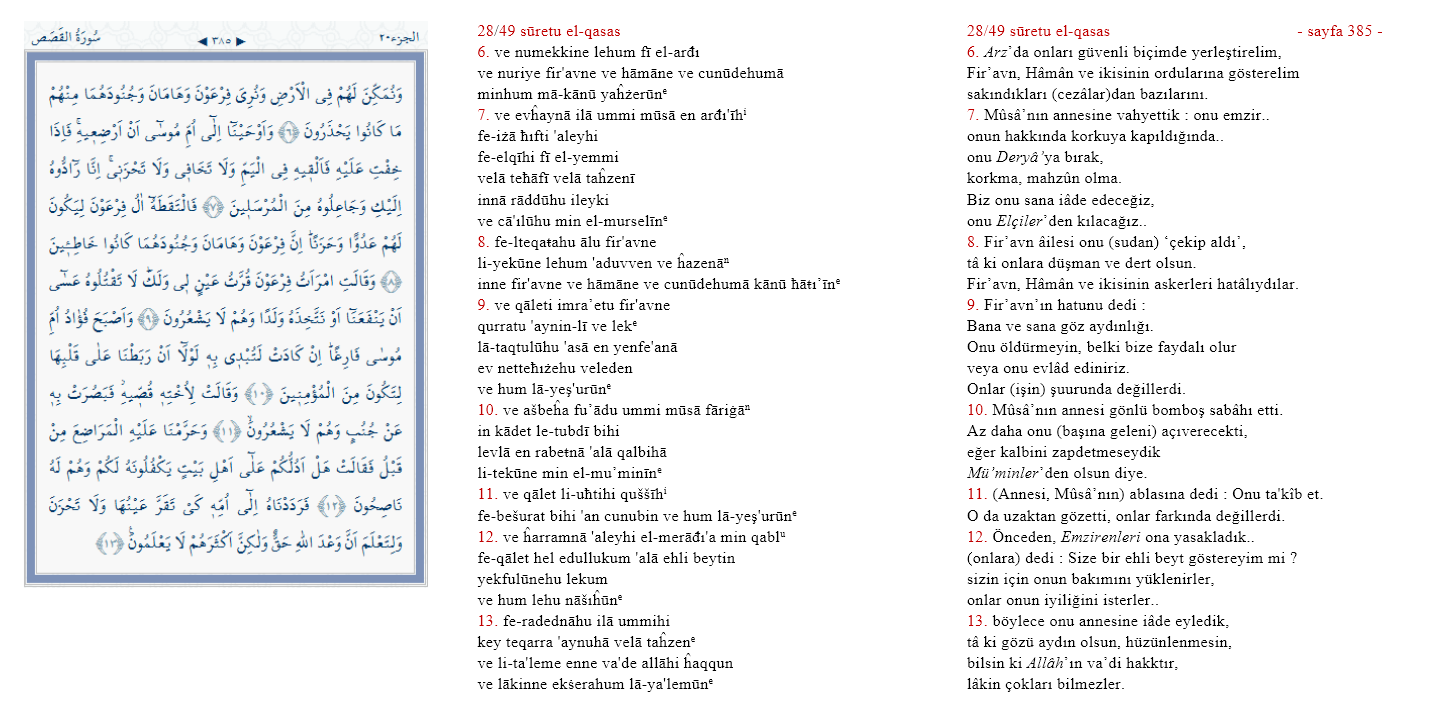 سُورَةُ القَصَصِ
◀ ٣٨٥ ▶
الجزء ٢٠
وَنُمَكِّنَ لَهُمْ فِى الْاَرْضِ وَنُرِىَ فِرْعَوْنَ وَهَامَانَ وَجُنُودَهُمَا مِنْهُمْ
مَا كَانُوا يَحْذَرُونَ ﴿٦﴾ وَاَوْحَيْنَٓا اِلٰٓى اُمِّ مُوسٰٓى اَنْ اَرْضِعِيهِۚ فَاِذَا
خِفْتِ عَلَيْهِ فَاَلْقِيهِ فِى الْيَمِّ وَلَا تَخَافِى وَلَا تَحْزَنِىۚ اِنَّا رَٓادُّوهُ
اِلَيْكِ وَجَاعِلُوهُ مِنَ الْمُرْسَلِينَ ﴿٧﴾ فَالْتَقَطَهُٓ اٰلُ فِرْعَوْنَ لِيَكُونَ
لَهُمْ عَدُوًّا وَحَزَنًاۜ اِنَّ فِرْعَوْنَ وَهَامَانَ وَجُنُودَهُمَا كَانُوا خَاطِـِٔينَ
﴿٨﴾ وَقَالَتِ امْرَاَتُ فِرْعَوْنَ قُرَّتُ عَيْنٍ لِى وَلَكَۜ لَا تَقْتُلُوهُ عَسٰٓى
اَنْ يَنْفَعَنَٓا اَوْ نَتَّخِذَهُ وَلَدًا وَهُمْ لَا يَشْعُرُونَ ﴿٩﴾ وَاَصْبَحَ فُؤٰادُ اُمِّ
مُوسٰى فَارِغًاۜ اِنْ كَادَتْ لَتُبْدِى بِهِ لَوْلَٓا اَنْ رَبَطْنَا عَلٰى قَلْبِهَا
لِتَكُونَ مِنَ الْمُؤْمِنِينَ ﴿١٠﴾ وَقَالَتْ لِاُخْتِهِ قُصِّيهِۘ فَبَصُرَتْ بِهِ
عَنْ جُنُبٍ وَهُمْ لَا يَشْعُرُونَۙ ﴿١١﴾ وَحَرَّمْنَا عَلَيْهِ الْمَرَاضِعَ مِنْ
قَبْلُ فَقَالَتْ هَلْ اَدُلُّكُمْ عَلٰٓى اَهْلِ بَيْتٍ يَكْفُلُونَهُ لَكُمْ وَهُمْ لَهُ
نَاصِحُونَ ﴿١٢﴾ فَرَدَدْنَاهُ اِلٰٓى اُمِّهِ كَىْ تَقَرَّ عَيْنُهَا وَلَا تَحْزَنَ
وَلِتَعْلَمَ اَنَّ وَعْدَ اللهِ حَقٌّ وَلٰكِنَّ اَكْثَرَهُمْ لَا يَعْلَمُونَ۟ ﴿١٣﴾
28/49 sūretu el-qasas
6. ve numekkine lehum fī el-arđı
ve nuriye fir'avne ve hāmāne ve cunūdehumā
minhum mā-kānū yaĥżerūnᵉ
7. ve evĥaynā ilā ummi mūsā en arđı'īhⁱ
fe-iżā ħıfti 'aleyhi
fe-elqīhi fī el-yemmi
velā teħāfī velā taĥzenī
innā rāddūhu ileyki
ve cā'ılūhu min el-murselīnᵉ
8. fe-lteqaŧahu ālu fir'avne
li-yekūne lehum 'aduvven ve ĥazenāⁿ
inne fir'avne ve hāmāne ve cunūdehumā kānū ħāŧı’īnᵉ
9. ve qāleti imra’etu fir'avne
qurratu 'aynin-lī ve lekᵉ
lā-taqtulūhu 'asā en yenfe'anā
ev netteħıżehu veleden
ve hum lā-yeş'urūnᵉ
10. ve ašbeĥa fu’ādu ummi mūsā fāriġāⁿ
in kādet le-tubdī bihi
levlā en rabeŧnā 'alā qalbihā
li-tekūne min el-mu’minīnᵉ
11. ve qālet li-uħtihi quššīhⁱ
fe-bešurat bihi 'an cunubin ve hum lā-yeş'urūnᵉ
12. ve ĥarramnā 'aleyhi el-merāđı'a min qablᵘ
fe-qālet hel edullukum 'alā ehli beytin
yekfulūnehu lekum
ve hum lehu nāšıĥūnᵉ
13. fe-radednāhu ilā ummihi
key teqarra 'aynuhā velā taĥzenᵉ
ve li-ta'leme enne va'de allāhi ĥaqqun
ve lākinne ekŝerahum lā-ya'lemūnᵉ
28/49 sūretu el-qasas - sayfa 385 -
6. Arz’da onları güvenli biçimde yerleştirelim,
Fir’avn, Hâmân ve ikisinin ordularına gösterelim
sakındıkları (cezâlar)dan bazılarını.
7. Mûsâ’nın annesine vahyettik : onu emzir..
onun hakkında korkuya kapıldığında..
onu Deryâ’ya bırak,
korkma, mahzûn olma.
Biz onu sana iâde edeceğiz,
onu Elçiler’den kılacağız..
8. Fir’avn âilesi onu (sudan) ‘çekip aldı’,
tâ ki onlara düşman ve dert olsun.
Fir’avn, Hâmân ve ikisinin askerleri hatâlıydılar.
9. Fir’avn’in hatunu dedi :
Bana ve sana göz aydınlığı.
Onu öldürmeyin, belki bize faydalı olur
veya onu evlâd ediniriz.
Onlar (işin) şuurunda değillerdi.
10. Mûsâ’nın annesi gönlü bomboş sabâhı etti.
Az daha onu (başına geleni) açıverecekti,
eğer kalbini zapdetmeseydik
Mü’minler’den olsun diye.
11. (Annesi, Mûsâ’nın) ablasına dedi : Onu ta'kîb et.
O da uzaktan gözetti, onlar farkında değillerdi.
12. Önceden, Emzirenleri ona yasakladık..
(onlara) dedi : Size bir ehli beyt göstereyim mi ?
sizin için onun bakımını yüklenirler,
onlar onun iyiliğini isterler..
13. böylece onu annesine iâde eyledik,
tâ ki gözü aydın olsun, hüzünlenmesin,
bilsin ki Allâh’ın va’di hakktır,
lâkin çokları bilmezler.